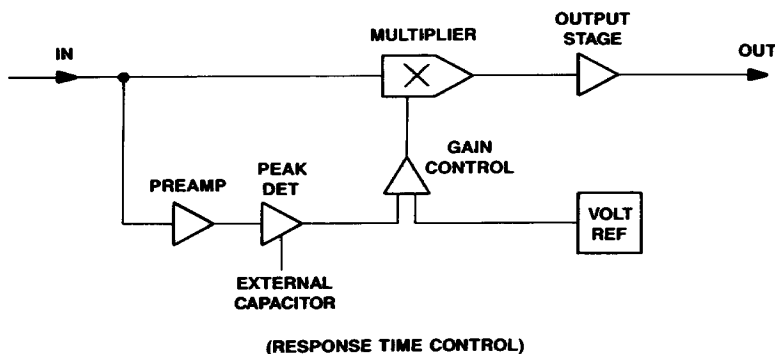 IN
MULTIPLIER
OUTPUT
STAGE
OUT
GAIN
CONTROL
PREAMP
PEAK
DET
VOLT
REF
EXTERNAL
CAPACITOR
(RESPONSE TIME CONTROL)